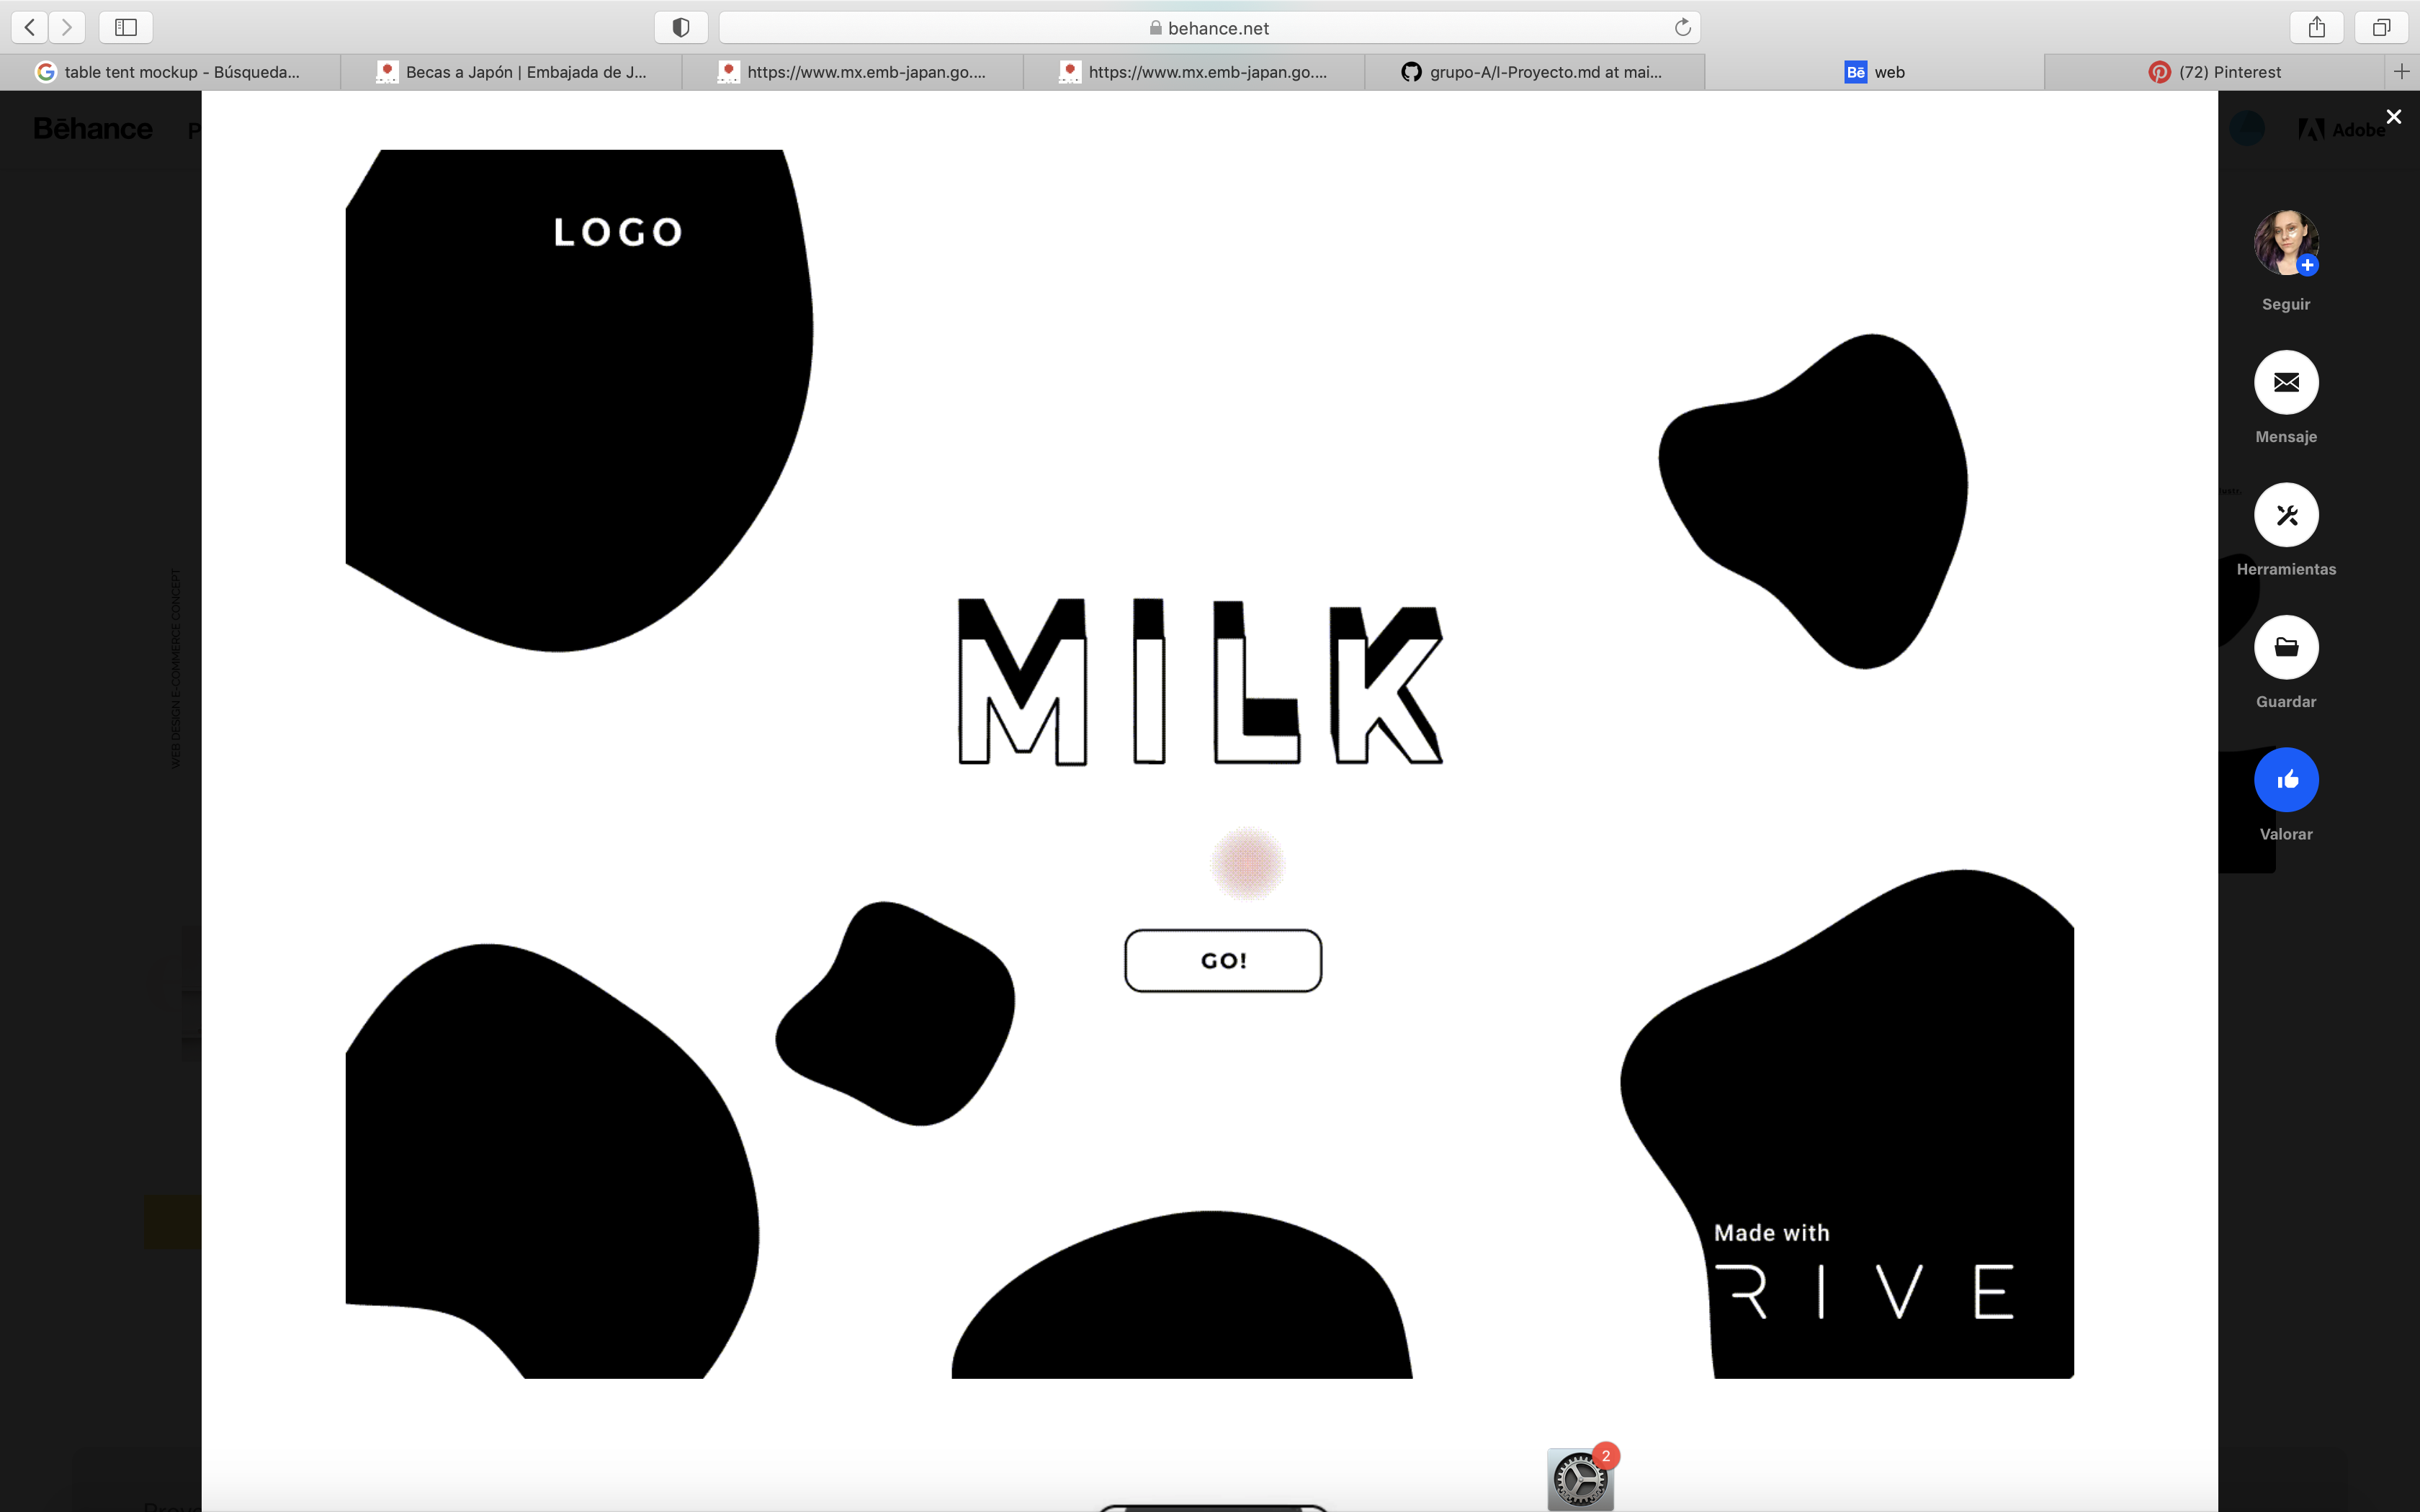 behance.net
table tent mockup - Búsqueda...
Becas a Japón | Embajada de J...
https://www.mx.emb-japan.go....
https://www.mx.emb-japan.go....
grupo-A/I-Proyecto.md at mai...
Bē web
(72) Pinterest
Bēhance P
Adobe
LOGO
Seguir
Mensaje
Herramientas
WEB DESIGN E-COMMERCE CONCEPT
MILK
Guardar
Valorar
GO!
Made with
RIVE
2